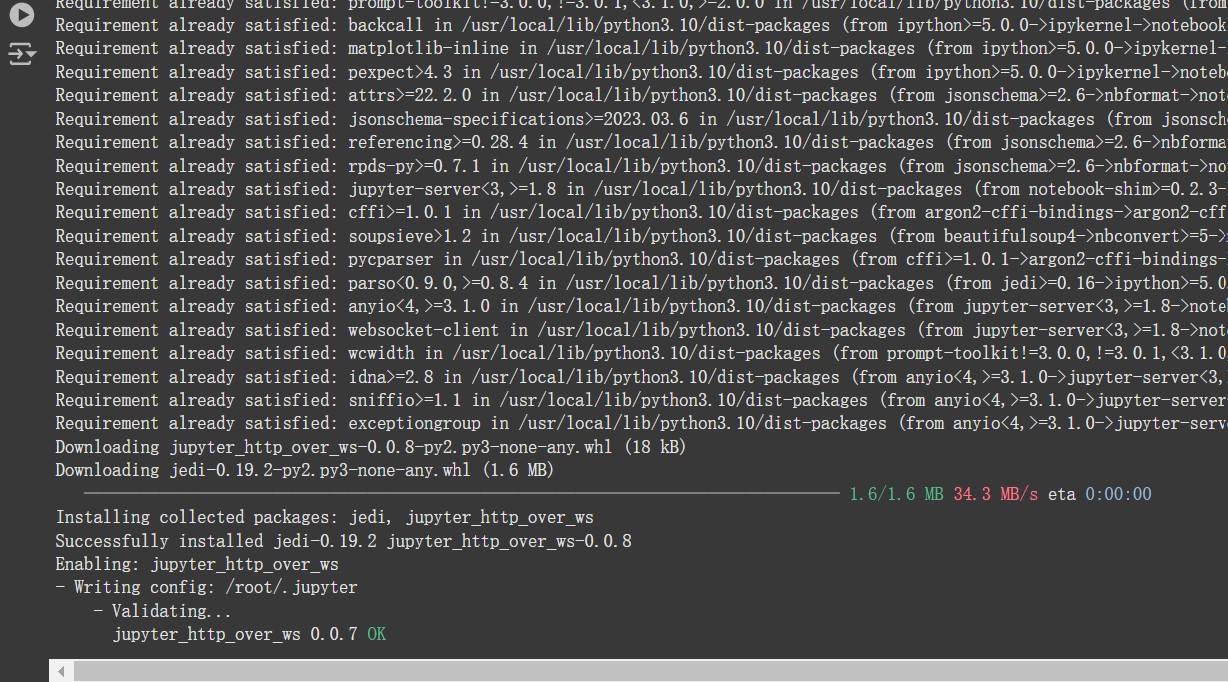 Requirement already satisfied: prompt-toolkit!=3.0.0,!=3.0.1,<3.1.0,>=2.0.0 in /usr/local/lib/python3.10/dist-packages (from
Requirement already satisfied: backcall in /usr/local/lib/python3.10/dist-packages (from ipython>=5.0.0->ipykernel->notebook
Requirement already satisfied: matplotlib-inline in /usr/local/lib/python3.10/dist-packages (from ipython>=5.0.0->ipykernel-
Requirement already satisfied: pexpect>4.3 in /usr/local/lib/python3.10/dist-packages (from ipython>=5.0.0->ipykernel->noteb
Requirement already satisfied: attrs>=22.2.0 in /usr/local/lib/python3.10/dist-packages (from jsonschema>=2.6->nbformat->not
Requirement already satisfied: jsonschema-specifications>=2023.03.6 in /usr/local/lib/python3.10/dist-packages (from jsonsch
Requirement already satisfied: referencing>=0.28.4 in /usr/local/lib/python3.10/dist-packages (from jsonschema>=2.6->nbforma
Requirement already satisfied: rpds-py>=0.7.1 in /usr/local/lib/python3.10/dist-packages (from jsonschema>=2.6->nbformat->no
Requirement already satisfied: jupyter-server<3,>=1.8 in /usr/local/lib/python3.10/dist-packages (from notebook-shim>=0.2.3-
Requirement already satisfied: cffi>=1.0.1 in /usr/local/lib/python3.10/dist-packages (from argon2-cffi-bindings->argon2-cff
Requirement already satisfied: soupsieve>1.2 in /usr/local/lib/python3.10/dist-packages (from beautifulsoup4->nbconvert>=5->
Requirement already satisfied: pycparser in /usr/local/lib/python3.10/dist-packages (from cffi>=1.0.1->argon2-cffi-bindings-
Requirement already satisfied: parso<0.9.0,>=0.8.4 in /usr/local/lib/python3.10/dist-packages (from jedi>=0.16->ipython>=5.0
Requirement already satisfied: anyio<4,>=3.1.0 in /usr/local/lib/python3.10/dist-packages (from jupyter-server<3,>=1.8->note
Requirement already satisfied: websocket-client in /usr/local/lib/python3.10/dist-packages (from jupyter-server<3,>=1.8->not
Requirement already satisfied: wcwidth in /usr/local/lib/python3.10/dist-packages (from prompt-toolkit!=3.0.0,!=3.0.1,<3.1.0
Requirement already satisfied: idna>=2.8 in /usr/local/lib/python3.10/dist-packages (from anyio<4,>=3.1.0->jupyter-server<3,
Requirement already satisfied: sniffio>=1.1 in /usr/local/lib/python3.10/dist-packages (from anyio<4,>=3.1.0->jupyter-server
Requirement already satisfied: exceptiongroup in /usr/local/lib/python3.10/dist-packages (from anyio<4,>=3.1.0->jupyter-serv
Downloading jupyter_http_over_ws-0.0.8-py2.py3-none-any.whl (18 kB)
Downloading jedi-0.19.2-py2.py3-none-any.whl (1.6 MB)
1.6/1.6 MB 34.3 MB/s eta 0:00:00
Installing collected packages: jedi, jupyter_http_over_ws
Successfully installed jedi-0.19.2 jupyter_http_over_ws-0.0.8
Enabling: jupyter_http_over_ws
- Writing config: /root/.jupyter
- Validating...
jupyter_http_over_ws 0.0.7 OK